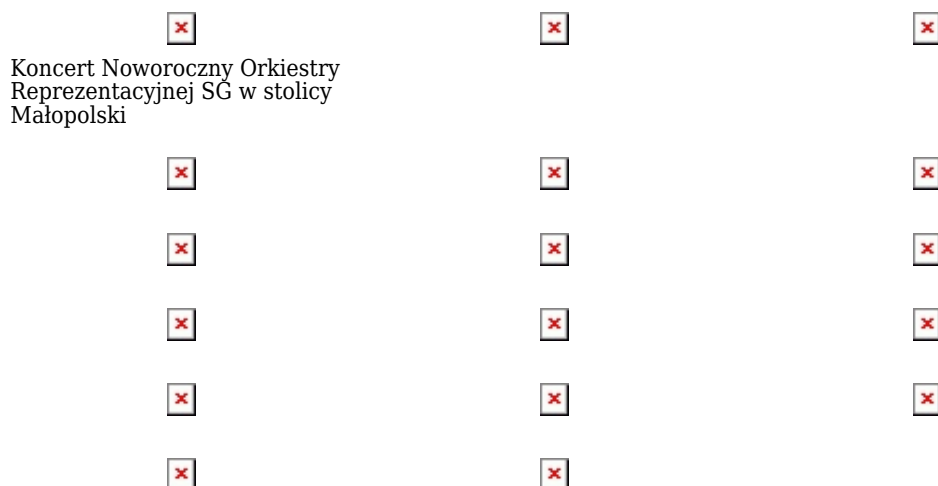 Koncert Noworoczny Orkiestry
Reprezentacyjnej SG w stolicy
Małopolski